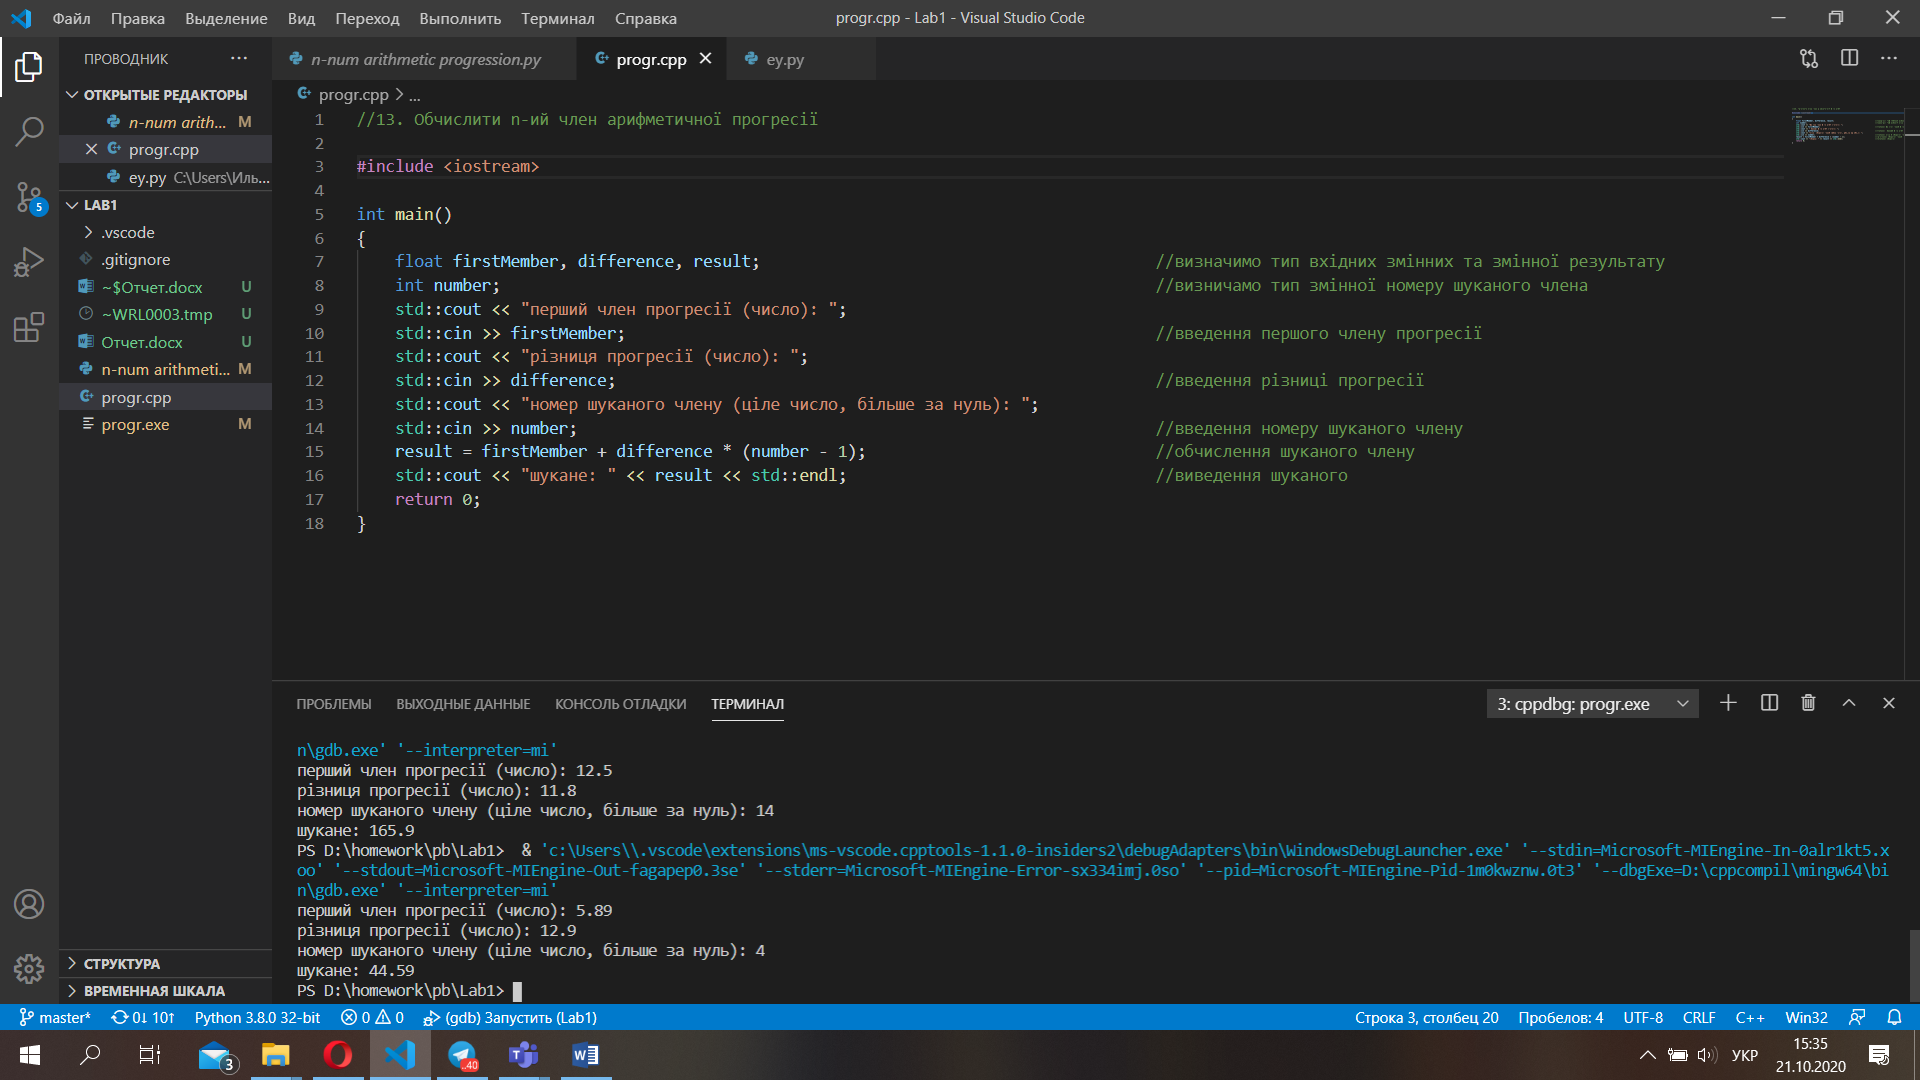 Файл Правка Выделение Вид Переход Выполнить Терминал Справка
progr.cpp - Lab1 - Visual Studio Code
ПРОВОДНИК
n-num arithmetic progression.py
progr.cpp
ey.py
ОТКРЫТЫЕ РЕДАКТОРЫ
n-num arith... M
progr.cpp
ey.py C:\Users\Иль...
LAB1
.vscode
.gitignore
~$Отчет.docx U
~WRL0003.tmp U
Отчет.docx U
n-num arithmeti... M
progr.cpp
progr.exe M
СТРУКТУРА
ВРЕМЕННАЯ ШКАЛА
5
progr.cpp > ...
1 //13. Обчислити n-ий член арифметичної прогресії
2
3 #include <iostream>
4
5 int main()
6 {
7 float firstMember, difference, result; //визначимо тип вхідних змінних та змінної результату
8 int number; //визничамо тип змінної номеру шуканого члена
9 std::cout << "перший член прогресії (число): ";
10 std::cin >> firstMember; //введення першого члену прогресії
11 std::cout << "різниця прогресії (число): ";
12 std::cin >> difference; //введення різниці прогресії
13 std::cout << "номер шуканого члену (ціле число, більше за нуль): ";
14 std::cin >> number; //введення номеру шуканого члену
15 result = firstMember + difference * (number - 1); //обчислення шуканого члену
16 std::cout << "шукане: " << result << std::endl; //виведення шуканого
17 return 0;
18 }
ПРОБЛЕМЫ ВЫХОДНЫЕ ДАННЫЕ КОНСОЛЬ ОТЛАДКИ ТЕРМИНАЛ
3: cppdbg: progr.exe
n\gdb.exe' '--interpreter=mi'
перший член прогресії (число): 12.5
різниця прогресії (число): 11.8
номер шуканого члену (ціле число, більше за нуль): 14
шукане: 165.9
PS D:\homework\pb\Lab1> & 'c:\Users\\.vscode\extensions\ms-vscode.cpptools-1.1.0-insiders2\debugAdapters\bin\WindowsDebugLauncher.exe' '--stdin=Microsoft-MIEngine-In-0alr1kt5.x
oo' '--stdout=Microsoft-MIEngine-Out-fagapep0.3se' '--stderr=Microsoft-MIEngine-Error-sx334imj.0so' '--pid=Microsoft-MIEngine-Pid-1m0kwznw.0t3' '--dbgExe=D:\cppcompil\mingw64\bi
n\gdb.exe' '--interpreter=mi'
перший член прогресії (число): 5.89
різниця прогресії (число): 12.9
номер шуканого члену (ціле число, більше за нуль): 4
шукане: 44.59
PS D:\homework\pb\Lab1>
master* 0↓ 10↑ Python 3.8.0 32-bit 0 0 (gdb) Запустить (Lab1)
Строка 3, столбец 20 Пробелов: 4 UTF-8 CRLF C++ Win32
3
..40
УКР
15:35
21.10.2020